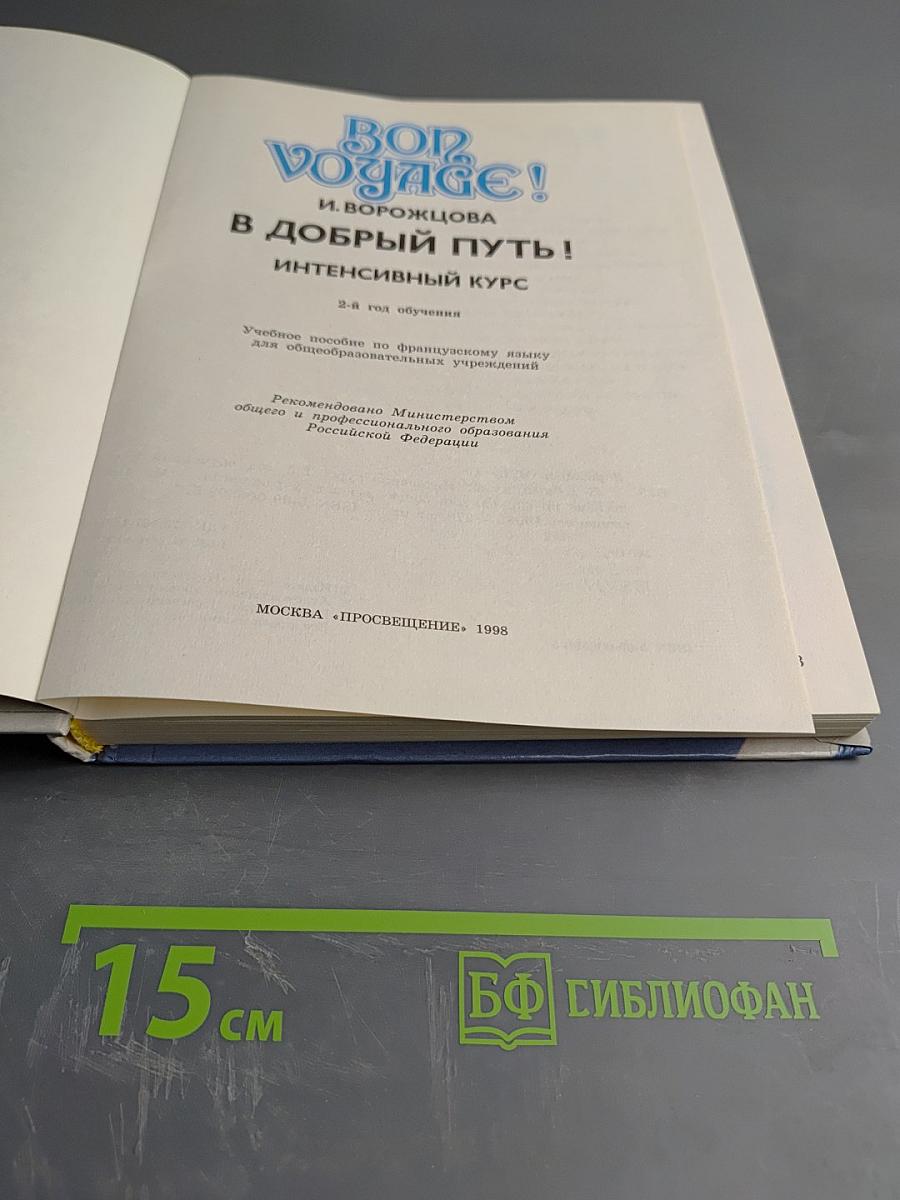 BON
VOYAGE!
И. ВОРОЖЦОВА
В ДОБРЫЙ ПУТЬ!
ИНТЕНСИВНЫЙ КУРС
2-й год обучения
Учебное пособие по французскому языку
для общеобразовательных учреждений
Рекомендовано Министерством
общего и профессионального образования
Российской Федерации
МОСКВА «ПРОСВЕЩЕНИЕ» 1998
3
15 см
БФ БИБЛИОФАН